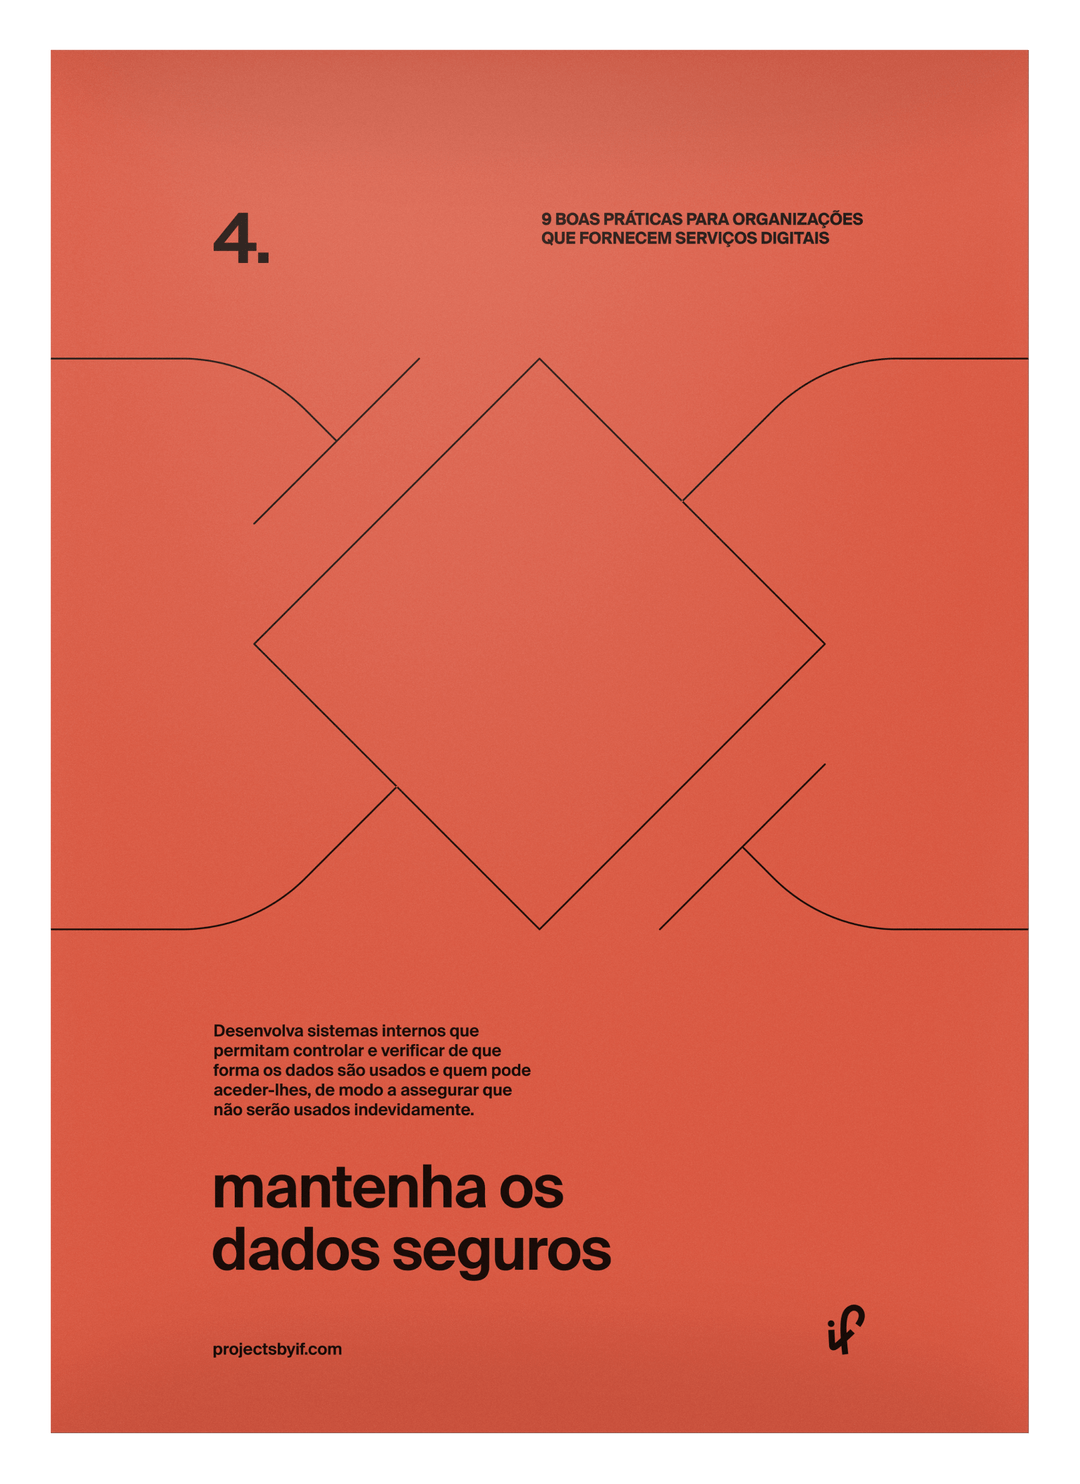 4.
9 BOAS PRÁTICAS PARA ORGANIZAÇÕES
QUE FORNECEM SERVIÇOS DIGITAIS
Desenvolva sistemas internos que
permitam controlar e verificar de que
forma os dados são usados e quem pode
aceder-lhes, de modo a assegurar que
não serão usados indevidamente.
mantenha os
dados seguros
projectsbyif.com
if